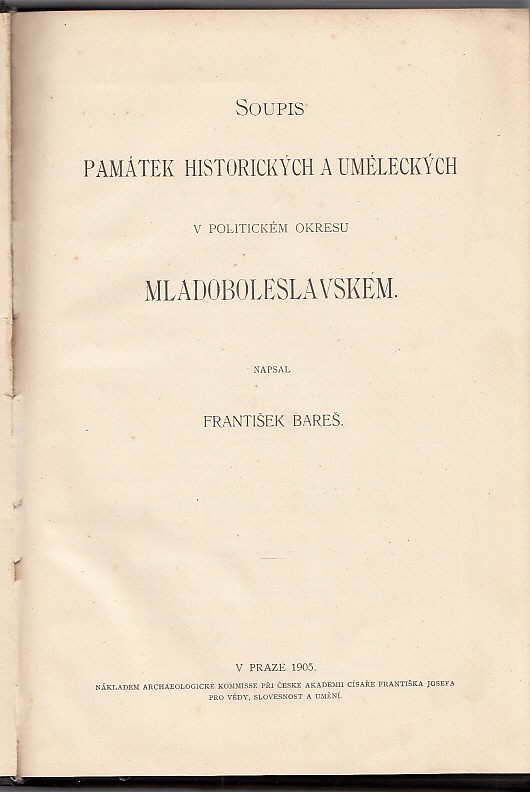 SOUPIS
PAMÁTEK HISTORICKÝCH A UMĚLECKÝCH
V POLITICKÉM OKRESU
MLADOBOLESLAVSKÉM.
NAPSAL
FRANTIŠEK BAREŠ.
V PRAZE 1905.
NÁKLADEM ARCHAEOLOGICKÉ KOMMISSE PŘI ČESKÉ AKADEMII CÍSAŘE FRANTIŠKA JOSEFA
PRO VĚDY, SLOVESNOST A UMĚNÍ.